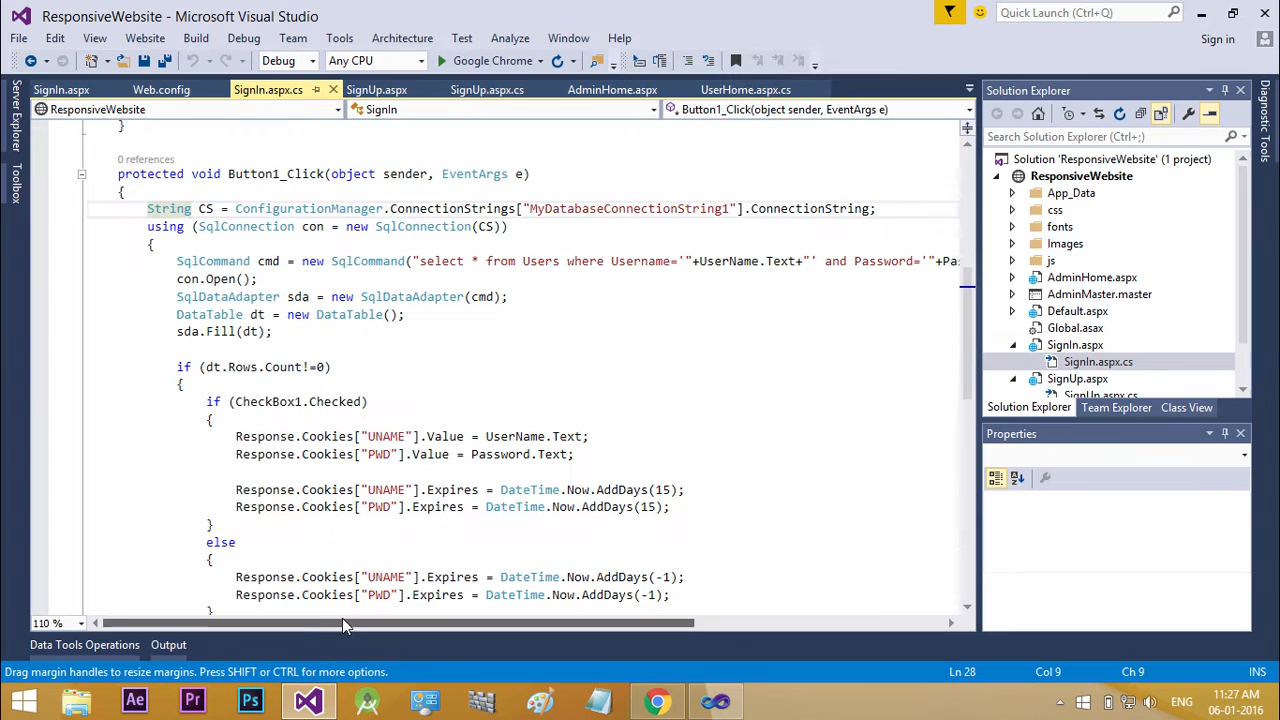 ResponsiveWebsite - Microsoft Visual Studio
Quick Launch (Ctrl+Q)
File Edit View Website Build Debug Team Tools Architecture Test Analyze Window Help
Sign in
Debug Any CPU Google Chrome
SignIn.aspx Web.config SignIn.aspx.cs SignUp.aspx SignUp.aspx.cs AdminHome.aspx UserHome.aspx.cs
ResponsiveWebsite SignIn Button1_Click(object sender, EventArgs e)
}
0 references
protected void Button1_Click(object sender, EventArgs e)
{
String CS = ConfigurationManager.ConnectionStrings["MyDatabaseConnectionString1"].ConnectionString;
using (SqlConnection con = new SqlConnection(CS))
{
SqlCommand cmd = new SqlCommand("select * from Users where Username='"+UserName.Text+"' and Password='"+Pa
con.Open();
SqlDataAdapter sda = new SqlDataAdapter(cmd);
DataTable dt = new DataTable();
sda.Fill(dt);
if (dt.Rows.Count!=0)
{
if (CheckBox1.Checked)
{
Response.Cookies["UNAME"].Value = UserName.Text;
Response.Cookies["PWD"].Value = Password.Text;
Response.Cookies["UNAME"].Expires = DateTime.Now.AddDays(15);
Response.Cookies["PWD"].Expires = DateTime.Now.AddDays(15);
}
else
{
Response.Cookies["UNAME"].Expires = DateTime.Now.AddDays(-1);
Response.Cookies["PWD"].Expires = DateTime.Now.AddDays(-1);
}
110 %
Server Explorer
Toolbox
Solution Explorer
Search Solution Explorer (Ctrl+;)
Solution 'ResponsiveWebsite' (1 project)
ResponsiveWebsite
App_Data
css
fonts
Images
js
AdminHome.aspx
AdminMaster.master
Default.aspx
Global.asax
SignIn.aspx
SignIn.aspx.cs
SignUp.aspx
SignUp.aspx.cs
Solution Explorer Team Explorer Class View
Properties
Diagnostic Tools
Data Tools Operations Output
Drag margin handles to resize margins. Press SHIFT or CTRL for more options.
Ln 28 Col 9 Ch 9 INS
Ae Pr Ps
ENG
11:27 AM
06-01-2016